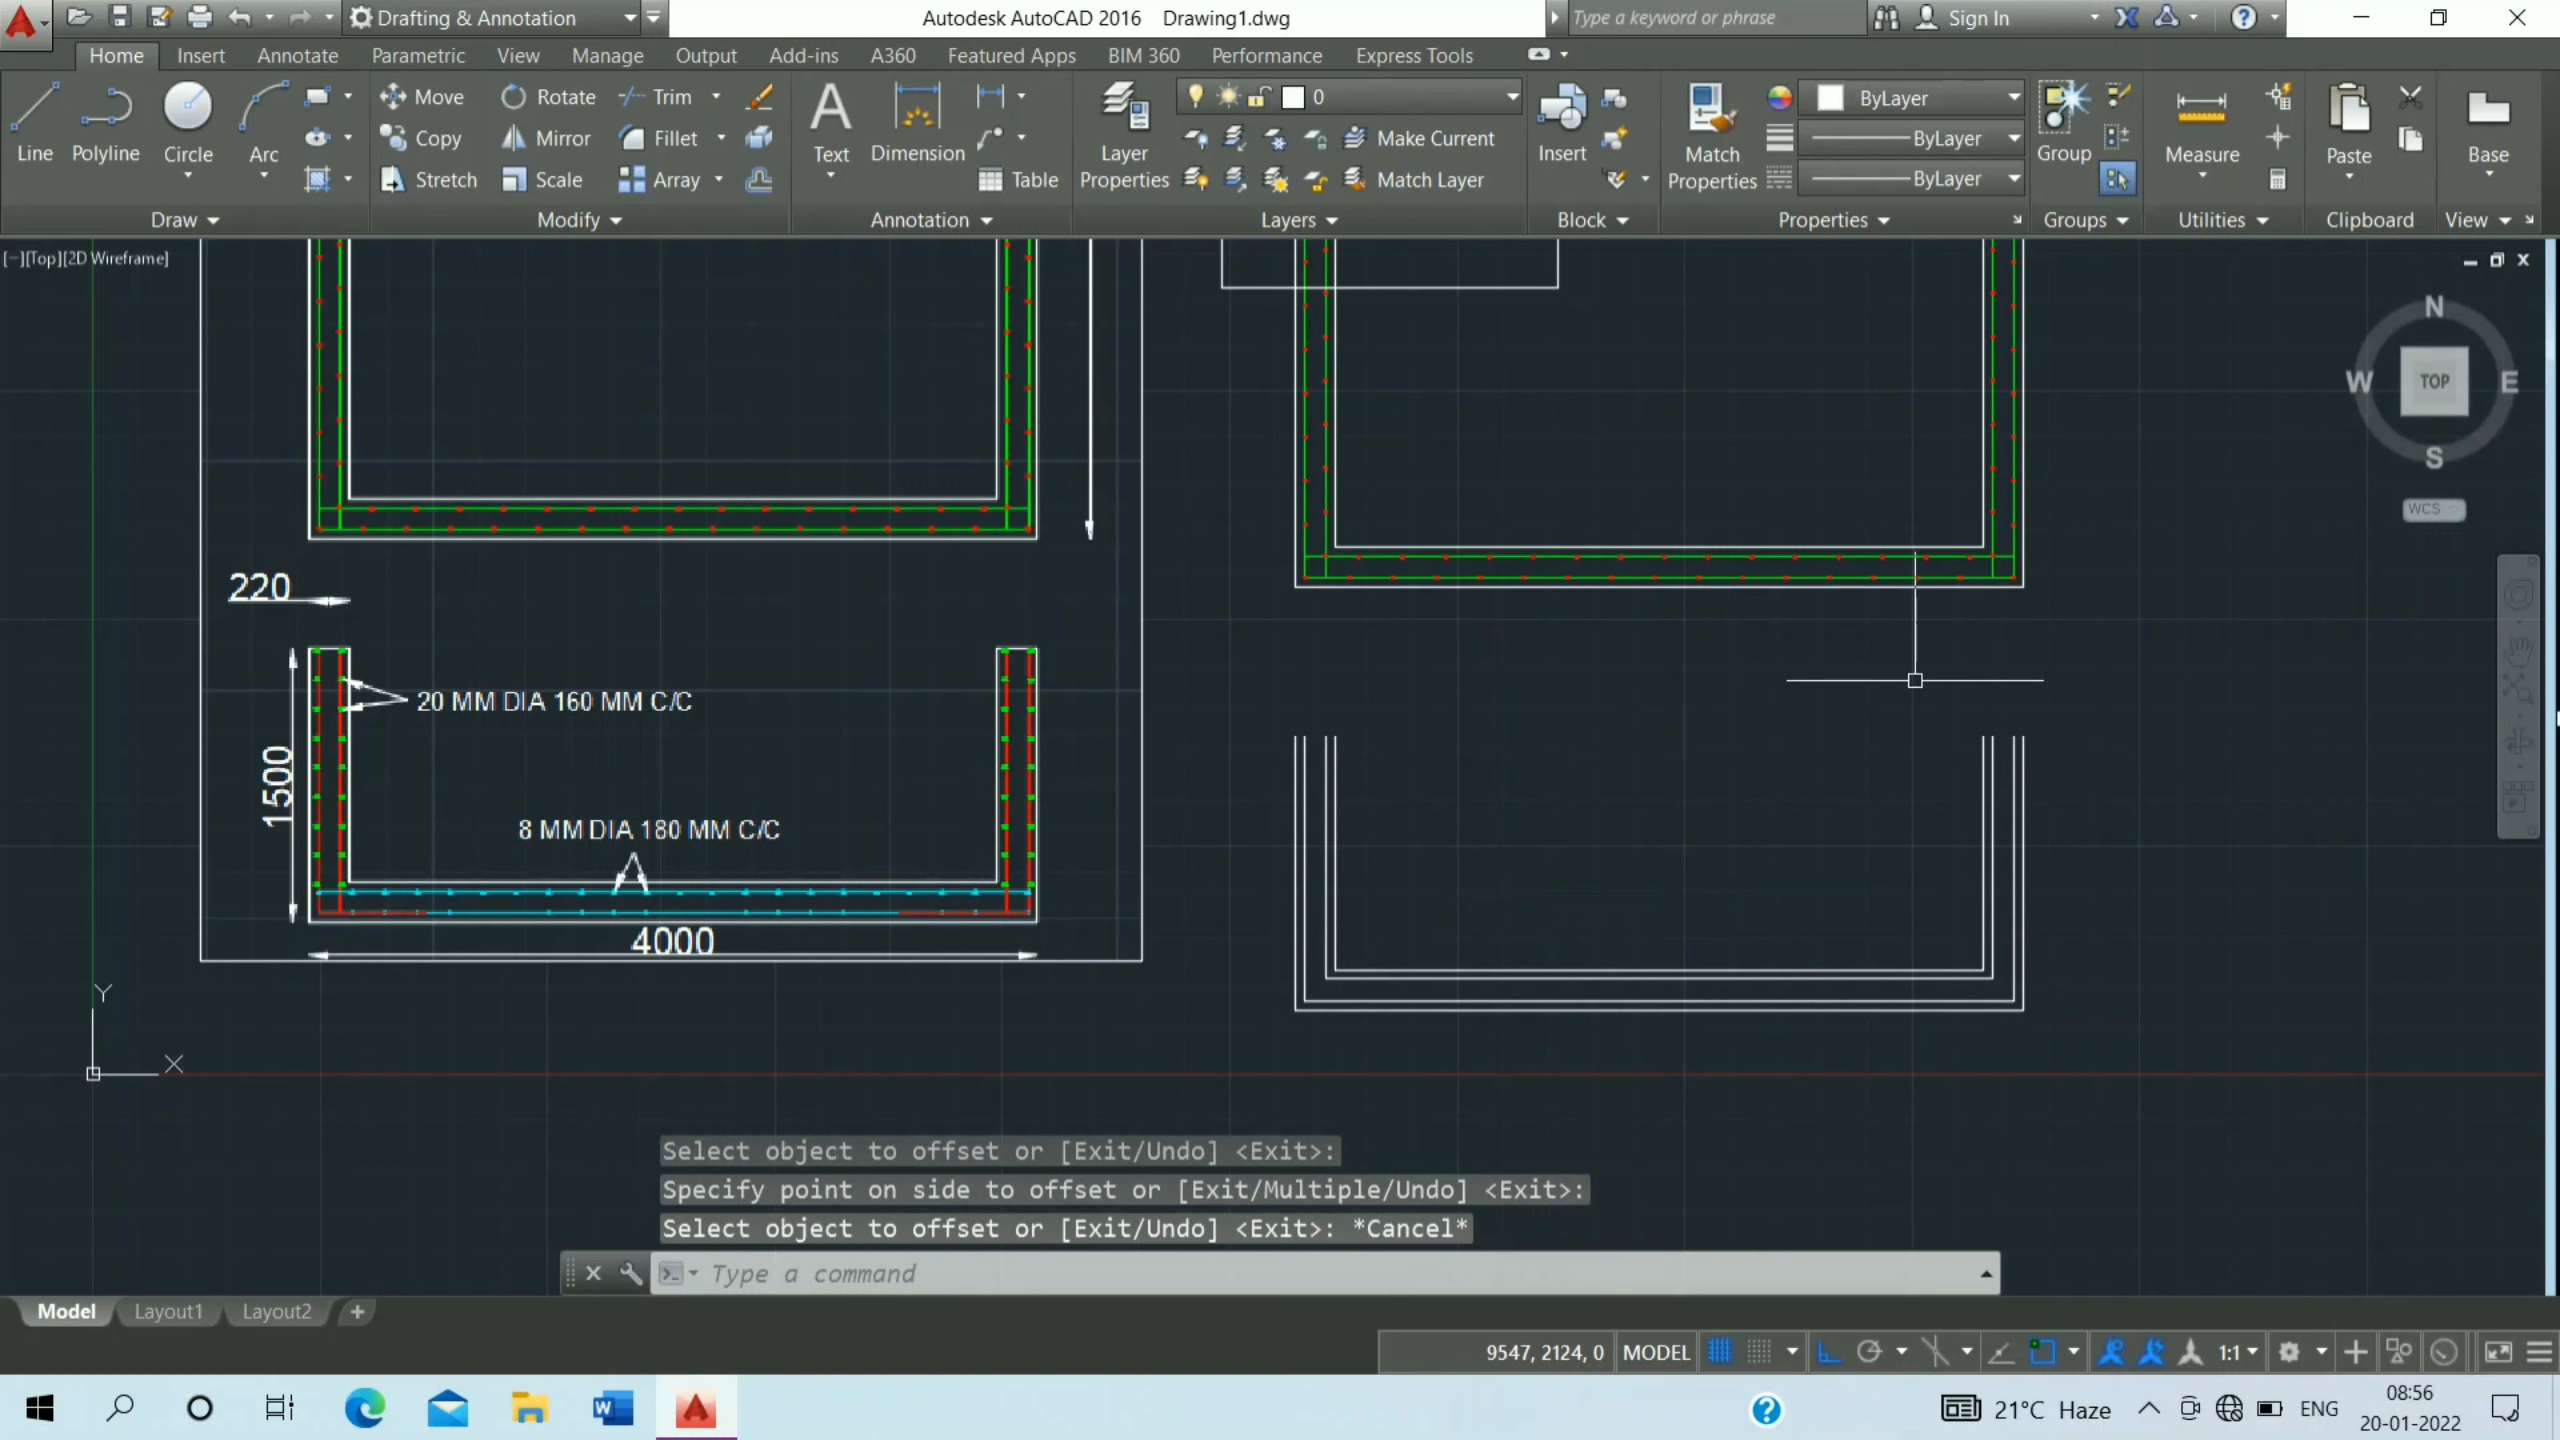 Drafting & Annotation
Autodesk AutoCAD 2016 Drawing1.dwg
Type a keyword or phrase
Sign In
Home Insert Annotate Parametric View Manage Output Add-ins A360 Featured Apps BIM 360 Performance Express Tools
Line Polyline Circle Arc
Move Rotate Trim
Copy Mirror Fillet
Stretch Scale Array
Text Dimension Table
Layer Properties
0
Make Current
Match Layer
Insert
Match Properties
ByLayer
ByLayer
ByLayer
Group
Measure
Paste
Base
Draw Modify Annotation Layers Block Properties Groups Utilities Clipboard View
[−][Top][2D Wireframe]
N
W TOP E
S
WCS
220
20 MM DIA 160 MM C/C
1500
8 MM DIA 180 MM C/C
4000
Y
X
Select object to offset or [Exit/Undo] <Exit>:
Specify point on side to offset or [Exit/Multiple/Undo] <Exit>:
Select object to offset or [Exit/Undo] <Exit>: *Cancel*
Type a command
Model Layout1 Layout2 +
9547, 2124, 0 MODEL 1:1
21°C Haze ENG
08:56
20-01-2022